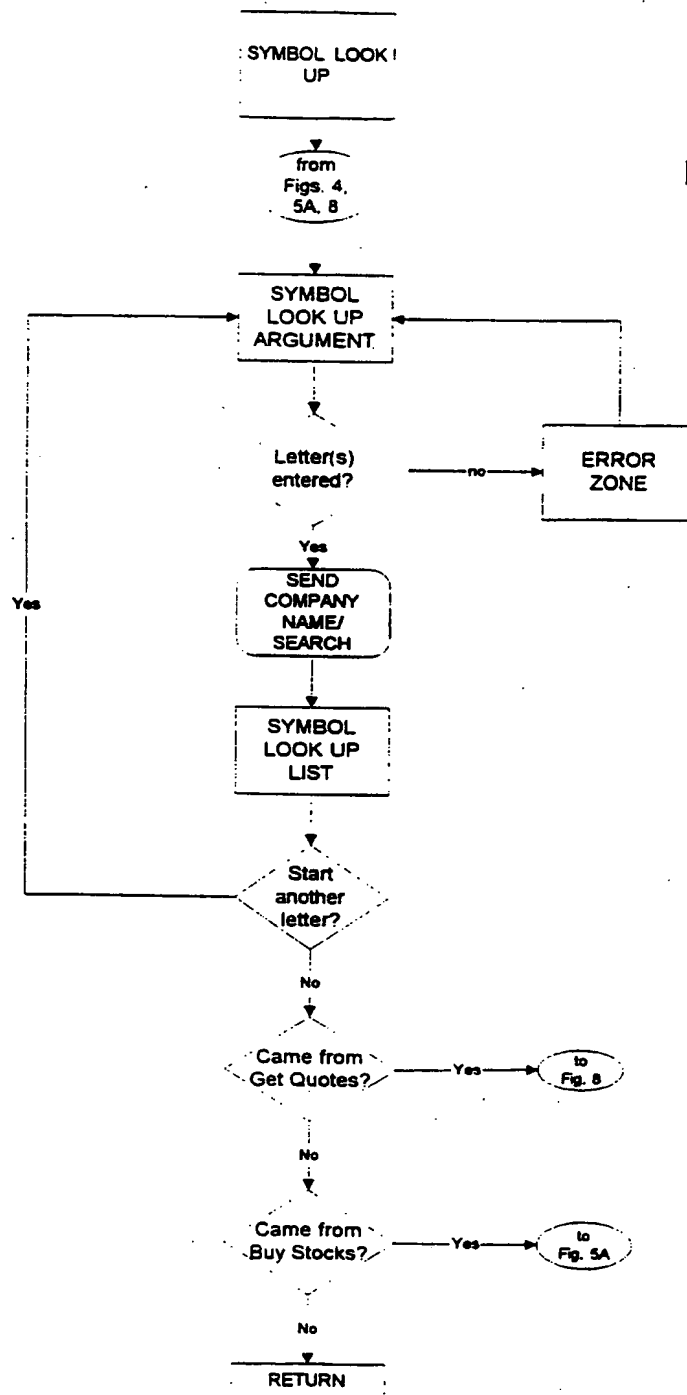 SYMBOL LOOK
UP
from
Figs. 4,
5A, 8
SYMBOL
LOOK UP
ARGUMENT
Letter(s)
entered?
no
ERROR
ZONE
Yes
SEND
COMPANY
NAME/
SEARCH
Yes
SYMBOL
LOOK UP
LIST
Start
another
letter?
No
Came from
Get Quotes?
Yes
to
Fig. 8
No
Came from
Buy Stocks?
Yes
to
Fig. 5A
No
RETURN